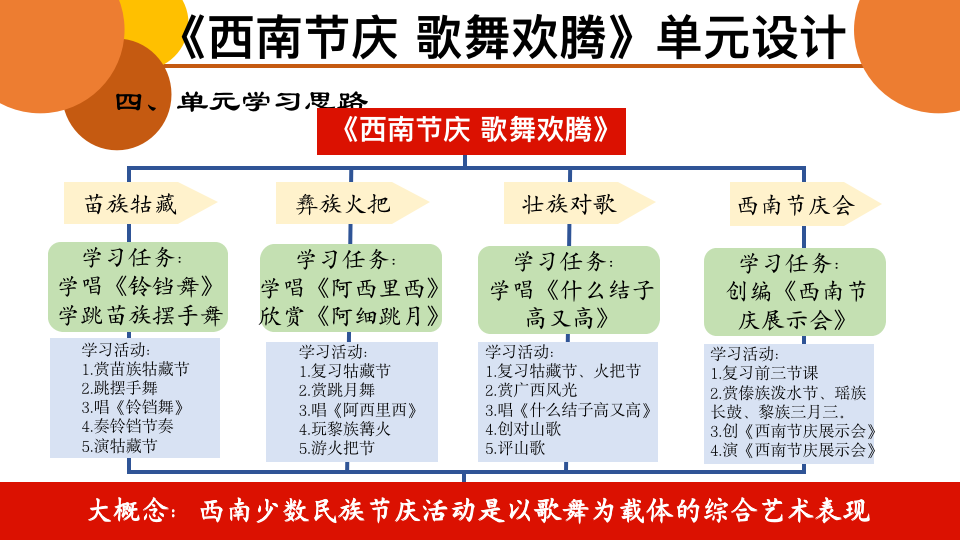 《西南节庆 歌舞欢腾》单元设计
四、单元学习思路
《西南节庆 歌舞欢腾》
苗族牯藏
学习任务：
学唱《铃铛舞》
学跳苗族摆手舞
学习活动：
1.赏苗族牯藏节
2.跳摆手舞
3.唱《铃铛舞》
4.奏铃铛节奏
5.演牯藏节
彝族火把
学习任务：
学唱《阿西里西》
欣赏《阿细跳月》
学习活动：
1.复习牯藏节
2.赏跳月舞
3.唱《阿西里西》
4.玩黎族篝火
5.游火把节
壮族对歌
学习任务：
学唱《什么结子
高又高》
学习活动：
1.复习牯藏节、火把节
2.赏广西风光
3.唱《什么结子高又高》
4.创对山歌
5.评山歌
西南节庆会
学习任务：
创编《西南节
庆展示会》
学习活动：
1.复习前三节课
2.赏傣族泼水节、瑶族
长鼓、黎族三月三.
3.创《西南节庆展示会》
4.演《西南节庆展示会》
大概念：西南少数民族节庆活动是以歌舞为载体的综合艺术表现